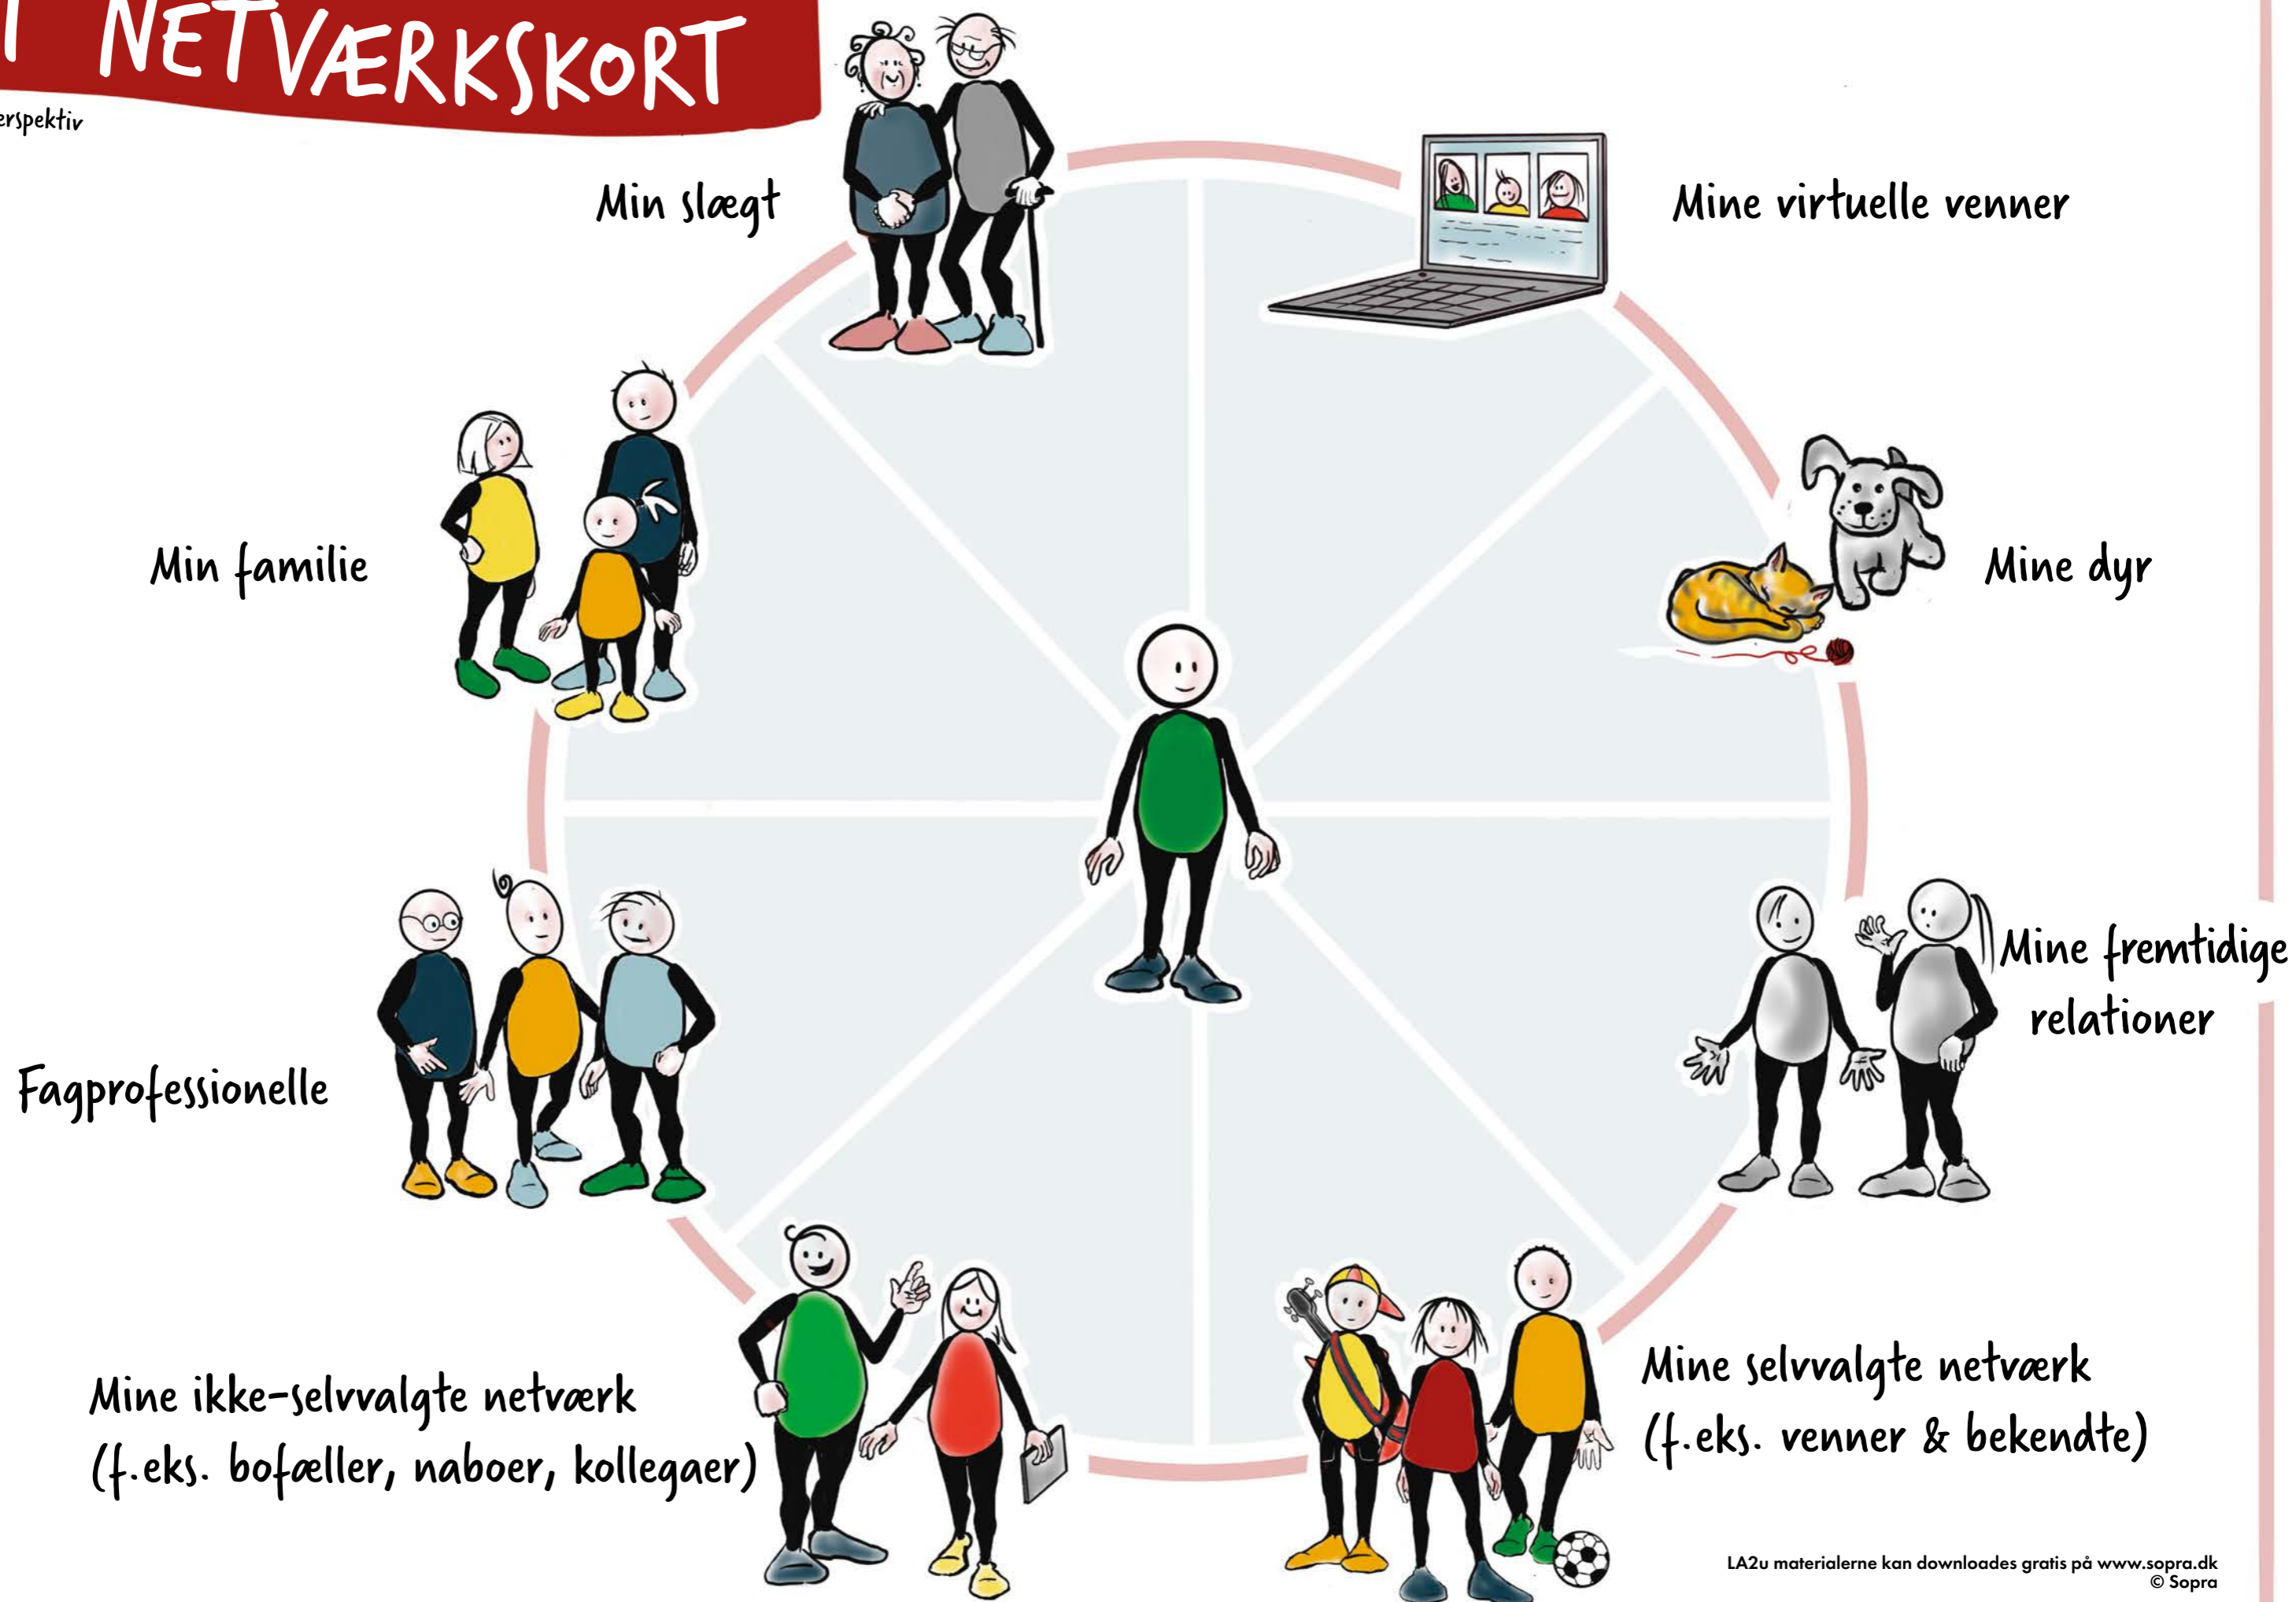 NETVÆRKSKORT
Min slægt
Mine virtuelle venner
Min familie
Mine dyr
Mine fremtidige
relationer
Fagprofessionelle
Mine selvvalgte netværk
(f.eks. venner & bekendte)
Mine ikke-selvvalgte netværk
(f.eks. bofæller, naboer, kollegaer)
LA2u materialerne kan downloades gratis på www.sopra.dk
© Sopra